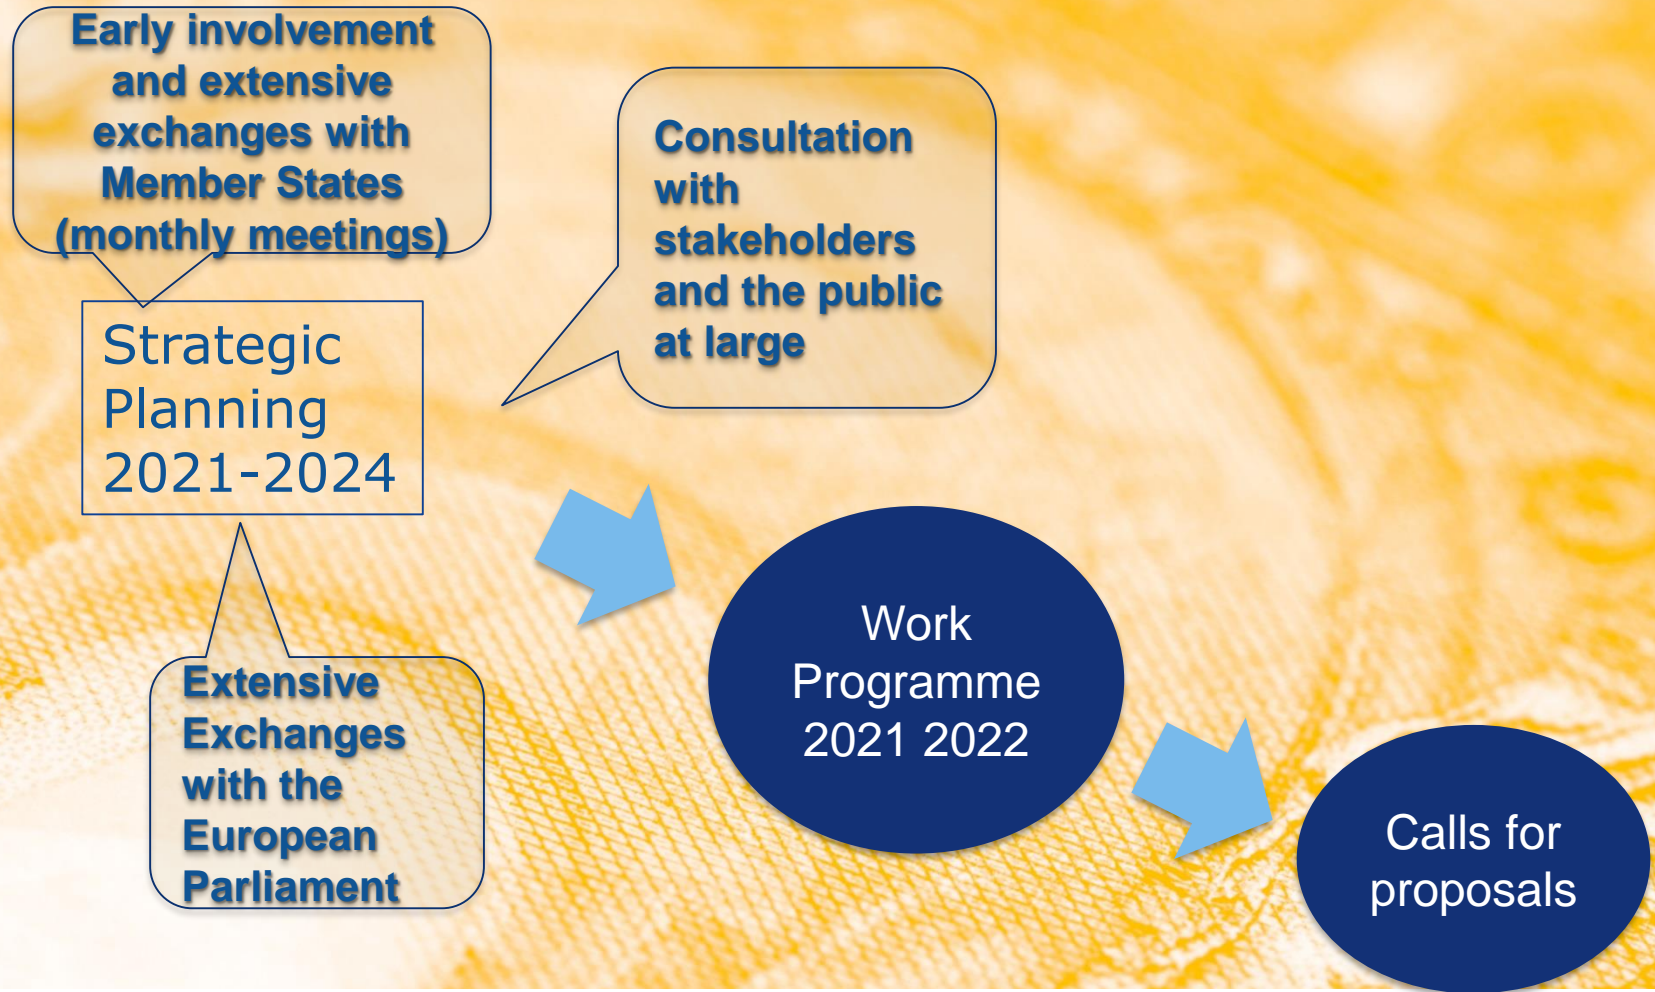 Early involvement
and extensive
exchanges with
Member States
(monthly meetings)
Consultation
with
stakeholders
and the public
at large
Strategic
Planning
2021-2024
Extensive
Exchanges
with the
European
Parliament
Work
Programme
2021 2022
Calls for
proposals